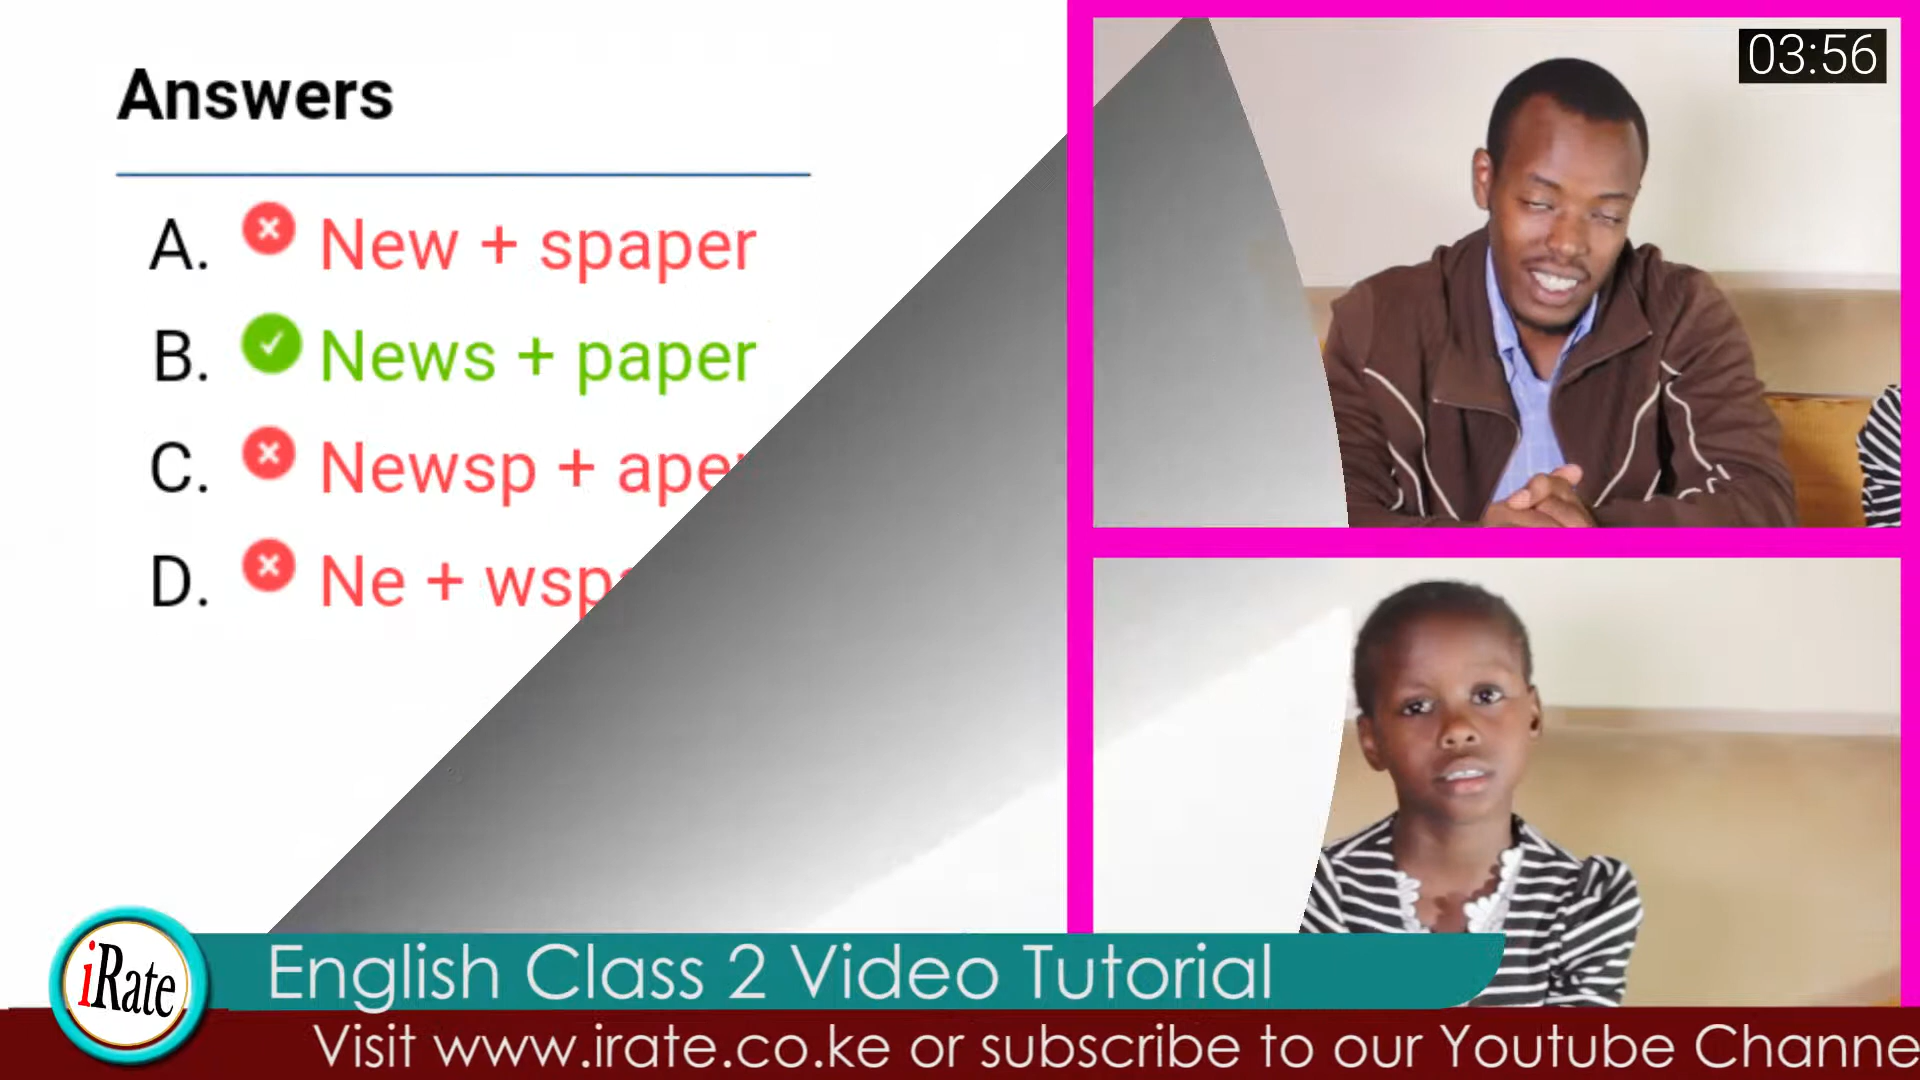 Answers
A. New + spaper
B. News + paper
C. Newsp + ape
D. Ne + wsp
03:56
iRate
English Class 2 Video Tutorial
Visit www.irate.co.ke or subscribe to our Youtube Channe